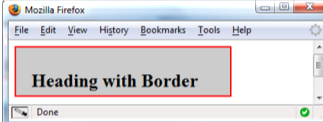 Mozilla Firefox
File Edit View History Bookmarks Tools Help
Heading with Border
Done